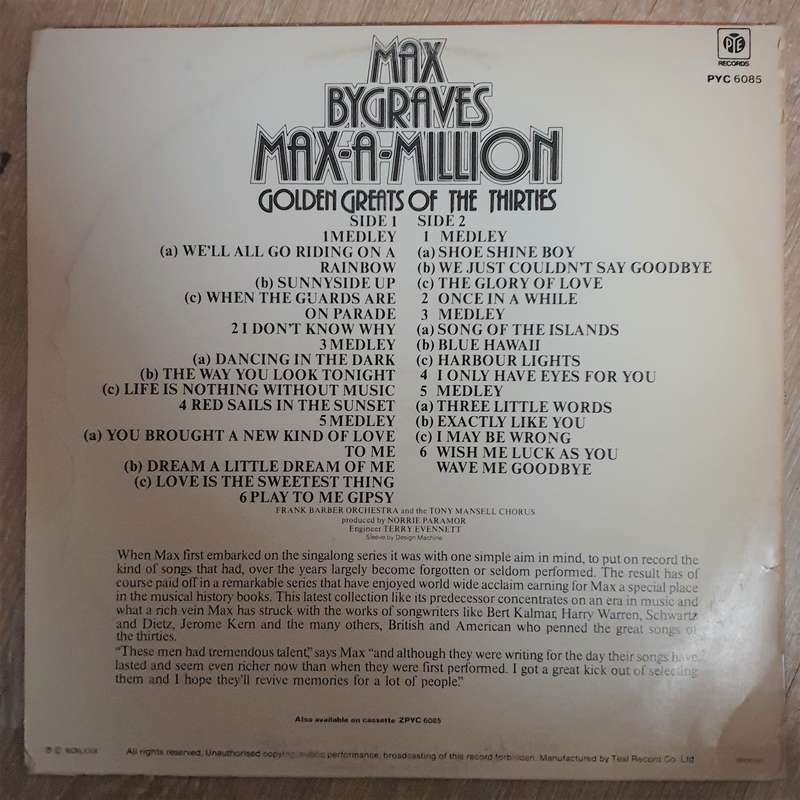 MAX
BYGRAVES
MAX-A-MILLION
GOLDEN GREATS OF THE THIRTIES
PYE
RECORDS
PYC 6085
SIDE 1
1 MEDLEY
(a) WE'LL ALL GO RIDING ON A
RAINBOW
(b) SUNNYSIDE UP
(c) WHEN THE GUARDS ARE
ON PARADE
2 I DON'T KNOW WHY
3 MEDLEY
(a) DANCING IN THE DARK
(b) THE WAY YOU LOOK TONIGHT
(c) LIFE IS NOTHING WITHOUT MUSIC
4 RED SAILS IN THE SUNSET
5 MEDLEY
(a) YOU BROUGHT A NEW KIND OF LOVE
TO ME
(b) DREAM A LITTLE DREAM OF ME
(c) LOVE IS THE SWEETEST THING
6 PLAY TO ME GIPSY
SIDE 2
1 MEDLEY
(a) SHOE SHINE BOY
(b) WE JUST COULDN'T SAY GOODBYE
(c) THE GLORY OF LOVE
2 ONCE IN A WHILE
3 MEDLEY
(a) SONG OF THE ISLANDS
(b) BLUE HAWAII
(c) HARBOUR LIGHTS
4 I ONLY HAVE EYES FOR YOU
5 MEDLEY
(a) THREE LITTLE WORDS
(b) EXACTLY LIKE YOU
(c) I MAY BE WRONG
6 WISH ME LUCK AS YOU
WAVE ME GOODBYE
FRANK BARBER ORCHESTRA and the TONY MANSELL CHORUS
produced by NORRIE PARAMOR
Engineer TERRY EVENNETT
Sleeve by Design Machine
When Max first embarked on the singalong series it was with one simple aim in mind, to put on record the
kind of songs that had, over the years largely become forgotten or seldom performed. The result has of
course paid off in a remarkable series that have enjoyed world wide acclaim earning for Max a special place
in the musical history books. This latest collection like its predecessor concentrates on an era in music and
what a rich vein Max has struck with the works of songwriters like Bert Kalmar, Harry Warren, Schwartz
and Dietz, Jerome Kern and the many others, British and American who penned the great songs of
the thirties.
"These men had tremendous talent," says Max "and although they were writing for the day their songs have
lasted and seem even richer now than when they were first performed. I got a great kick out of selecting
them and I hope they'll revive memories for a lot of people."
Also available on cassette ZPYC 6085
All rights reserved, Unauthorised copying, public performance, broadcasting of this record forbidden. Manufactured by Teal Record Co. Ltd